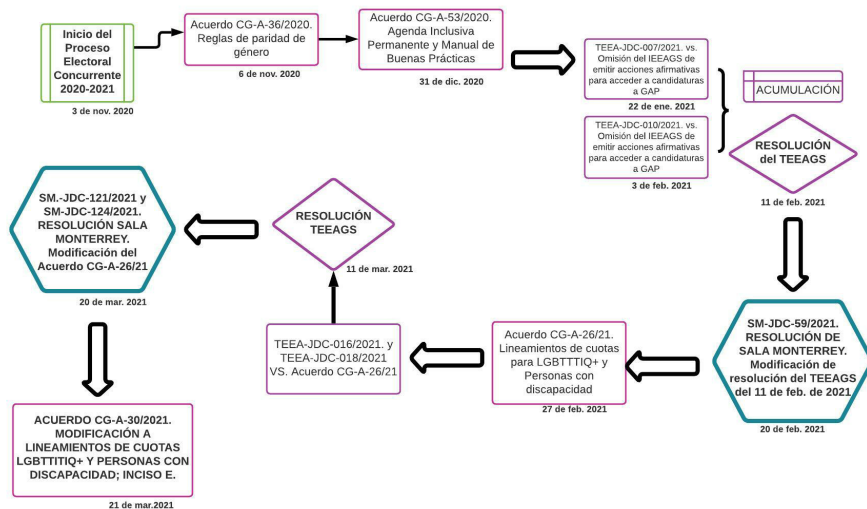 Inicio del
Proceso
Electoral
Concurrente
2020-2021
3 de nov. 2020
Acuerdo CG-A-36/2020.
Reglas de paridad de
género
6 de nov. 2020
Acuerdo CG-A-53/2020.
Agenda Inclusiva
Permanente y Manual de
Buenas Prácticas
31 de dic. 2020
TEEA-JDC-007/2021. vs.
Omisión del IEEAGS de
emitir acciones afirmativas
para acceder a candidaturas
a GAP
22 de ene. 2021
TEEA-JDC-010/2021. vs.
Omisión del IEEAGS de
emitir acciones afirmativas
para acceder a candidaturas
a GAP
3 de feb. 2021
ACUMULACIÓN
RESOLUCIÓN
del TEEAGS
11 de feb. 2021
SM-JDC-59/2021.
RESOLUCIÓN DE
SALA MONTERREY.
Modificación de
resolución del TEEAGS
del 11 de feb. de 2021
20 de feb. 2021
Acuerdo CG-A-26/21.
Lineamientos de cuotas
para LGBTTTIQ+ y
Personas con
discapacidad
27 de feb. 2021
TEEA-JDC-016/2021. y
TEEA-JDC-018/2021
VS. Acuerdo CG-A-26/21
RESOLUCIÓN
TEEAGS
11 de mar. 2021
SM.-JDC-121/2021 y
SM-JDC-124/2021.
RESOLUCIÓN SALA
MONTERREY.
Modificación del
Acuerdo CG-A-26/21
20 de mar. 2021
ACUERDO CG-A-30/2021.
MODIFICACIÓN A
LINEAMIENTOS DE CUOTAS
LGBTTITIQ+ Y PERSONAS CON
DISCAPACIDAD; INCISO E.
21 de mar.2021